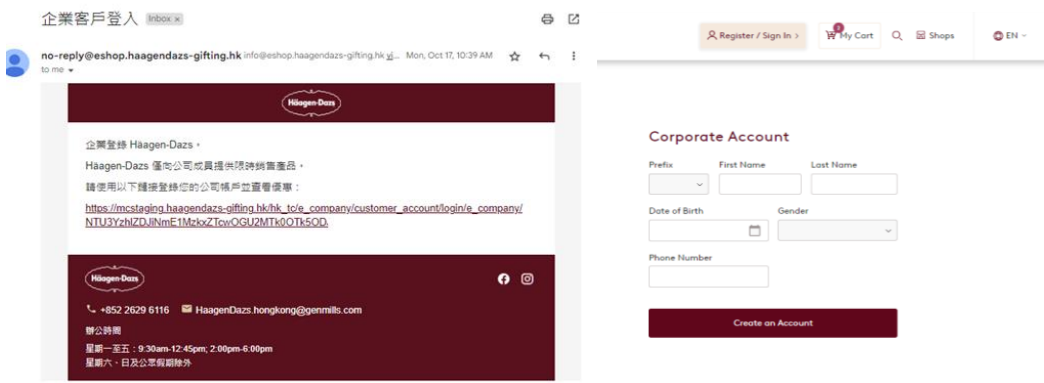 企業客戶登入 Inbox x
no-reply@eshop.haagendazs-gifting.hk info@eshop.haagendazs-gifting.hk Mon, Oct 17, 10:39 AM
to me
Häagen-Dazs
企業登錄 Häagen-Dazs。
Häagen-Dazs 僅向公司成員提供限時銷售產品。
請使用以下鏈接登錄您的公司帳戶並查看優惠：
https://mcstaging.haagendazs-gifting.hk/hk_tc/e_company/customer_account/login/e_company/
NTU3YzhlZDJiNmE1MzkxZTcwOGU2MTk0OTk5OD.
Häagen-Dazs
+852 2629 6116 HaagenDazs.hongkong@genmills.com
辦公時間
星期一至五：9:30am-12:45pm; 2:00pm-6:00pm
星期六、日及公眾假期除外
Register / Sign In >
My Cart
Shops
EN
Corporate Account
Prefix First Name Last Name
Date of Birth Gender
Phone Number
Create an Account